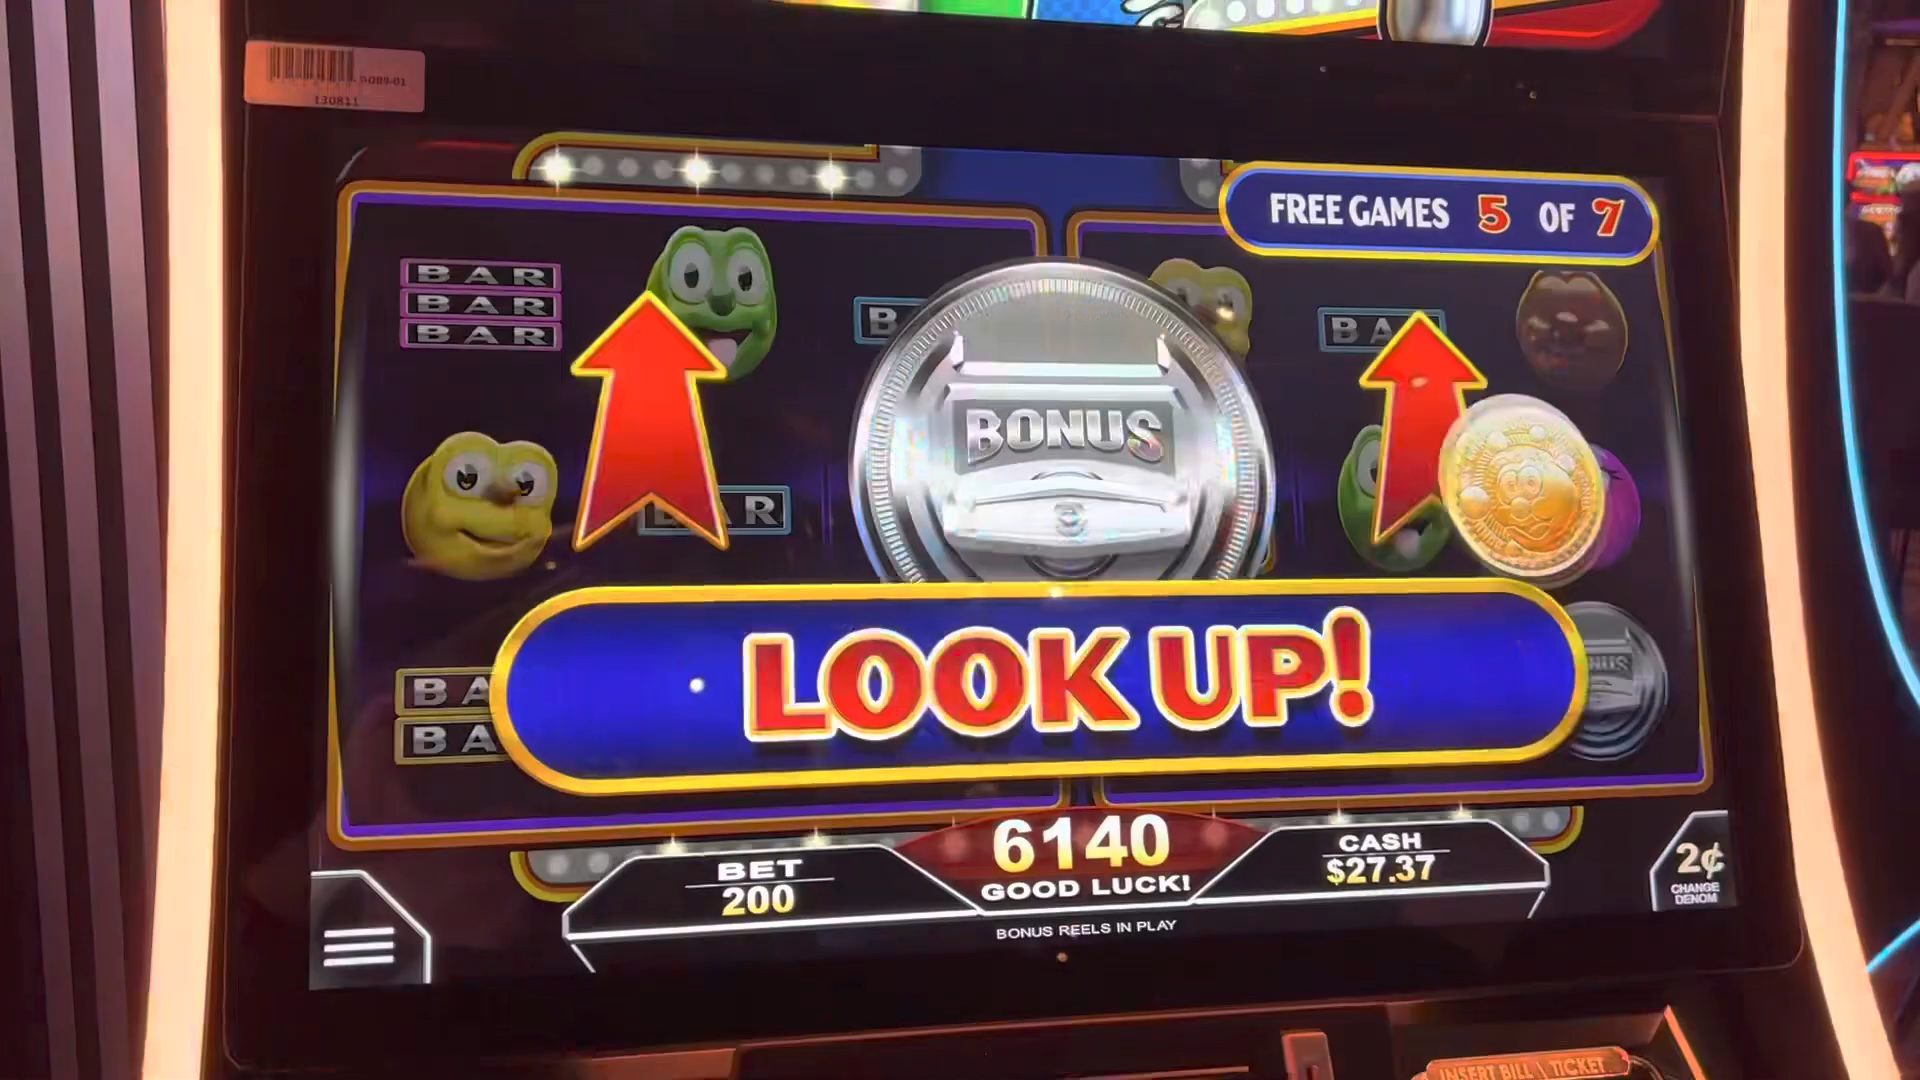 130811
FREE GAMES 5 OF 7
BAR
BAR
BAR
BONUS
BAR
LOOK UP!
BET
200
6140
GOOD LUCK!
CASH
$27.37
2¢
CHANGE
DENOM
BONUS REELS IN PLAY
INSERT BILL \ TICKET